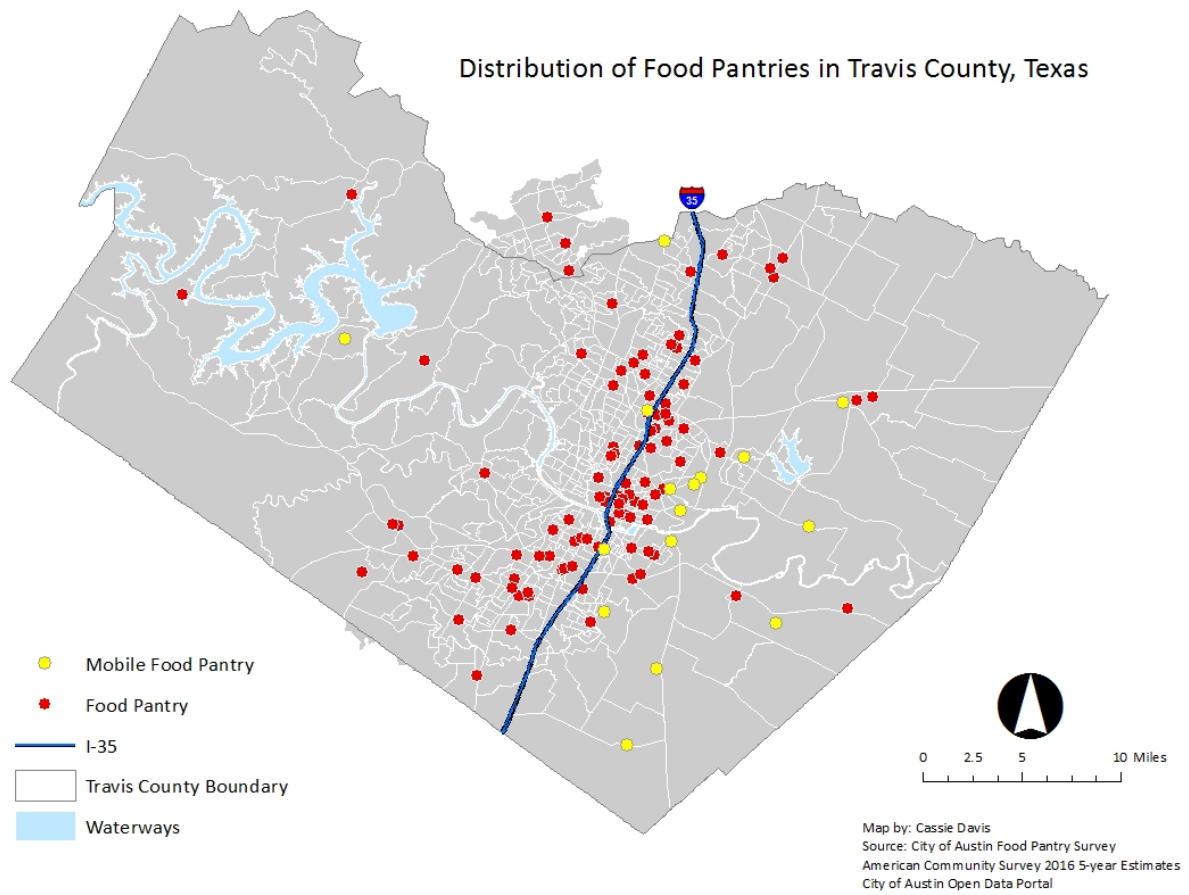 Distribution of Food Pantries in Travis County, Texas
35
Mobile Food Pantry
Food Pantry
I-35
Travis County Boundary
Waterways
0 2.5 5 10 Miles
Map by: Cassie Davis
Source: City of Austin Food Pantry Survey
American Community Survey 2016 5-year Estimates
City of Austin Open Data Portal